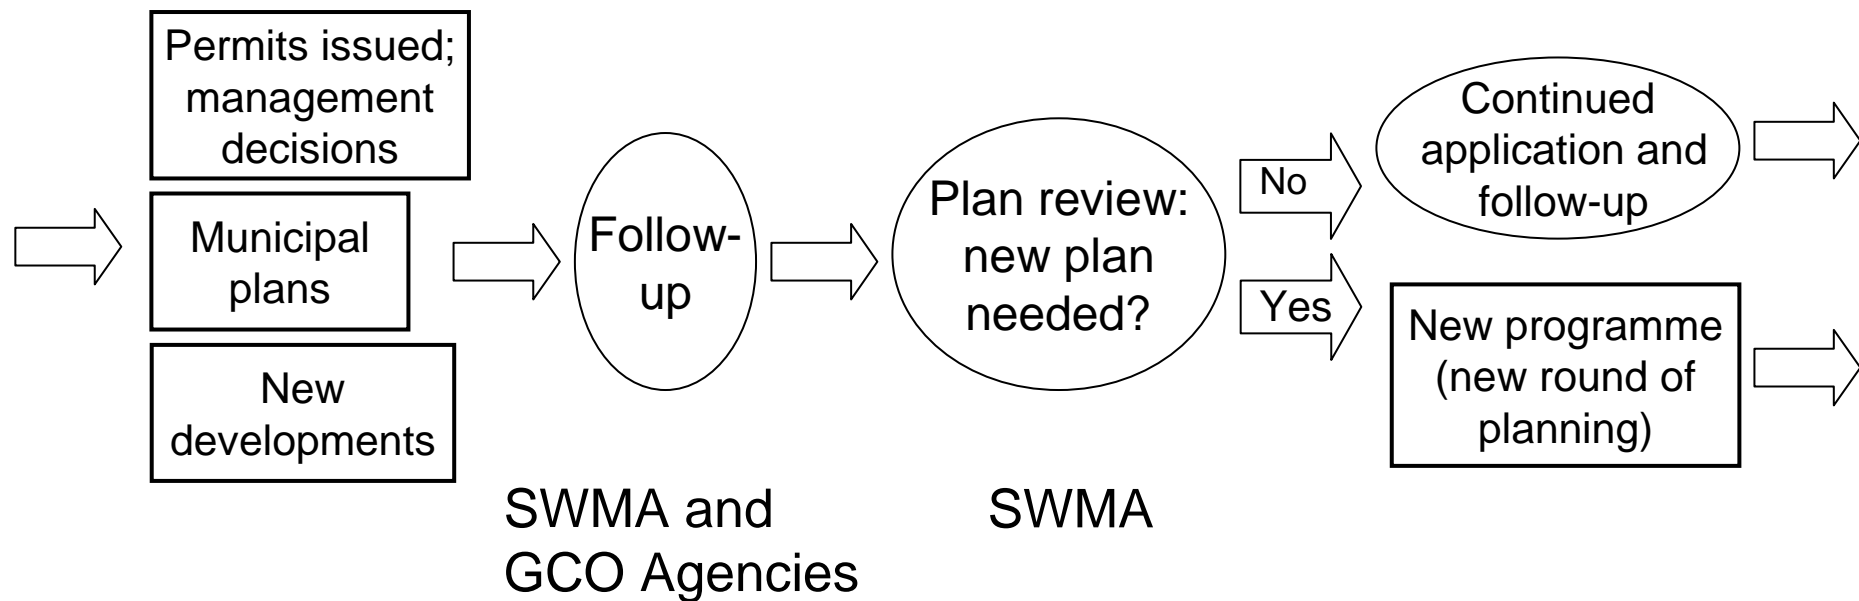 Permits issued;
management
decisions
Municipal
plans
New
developments
Follow-
up
Plan review:
new plan
needed?
No
Yes
Continued
application and
follow-up
New programme
(new round of
planning)
SWMA and
GCO Agencies
SWMA